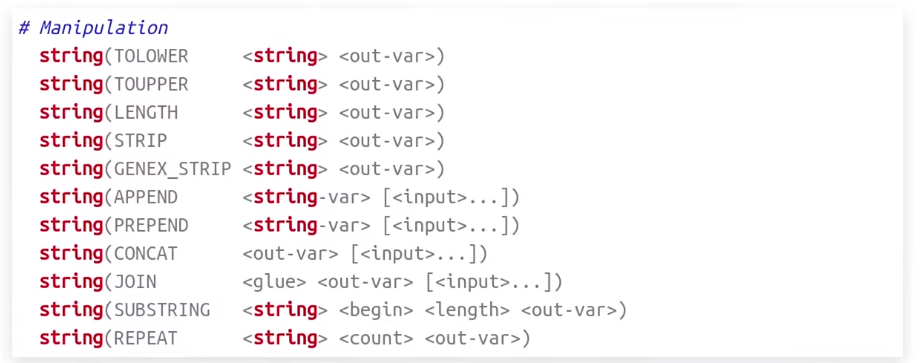 # Manipulation
string(TOLOWER <string> <out-var>)
string(TOUPPER <string> <out-var>)
string(LENGTH <string> <out-var>)
string(STRIP <string> <out-var>)
string(GENEX_STRIP <string> <out-var>)
string(APPEND <string-var> [<input>...])
string(PREPEND <string-var> [<input>...])
string(CONCAT <out-var> [<input>...])
string(JOIN <glue> <out-var> [<input>...])
string(SUBSTRING <string> <begin> <length> <out-var>)
string(REPEAT <string> <count> <out-var>)